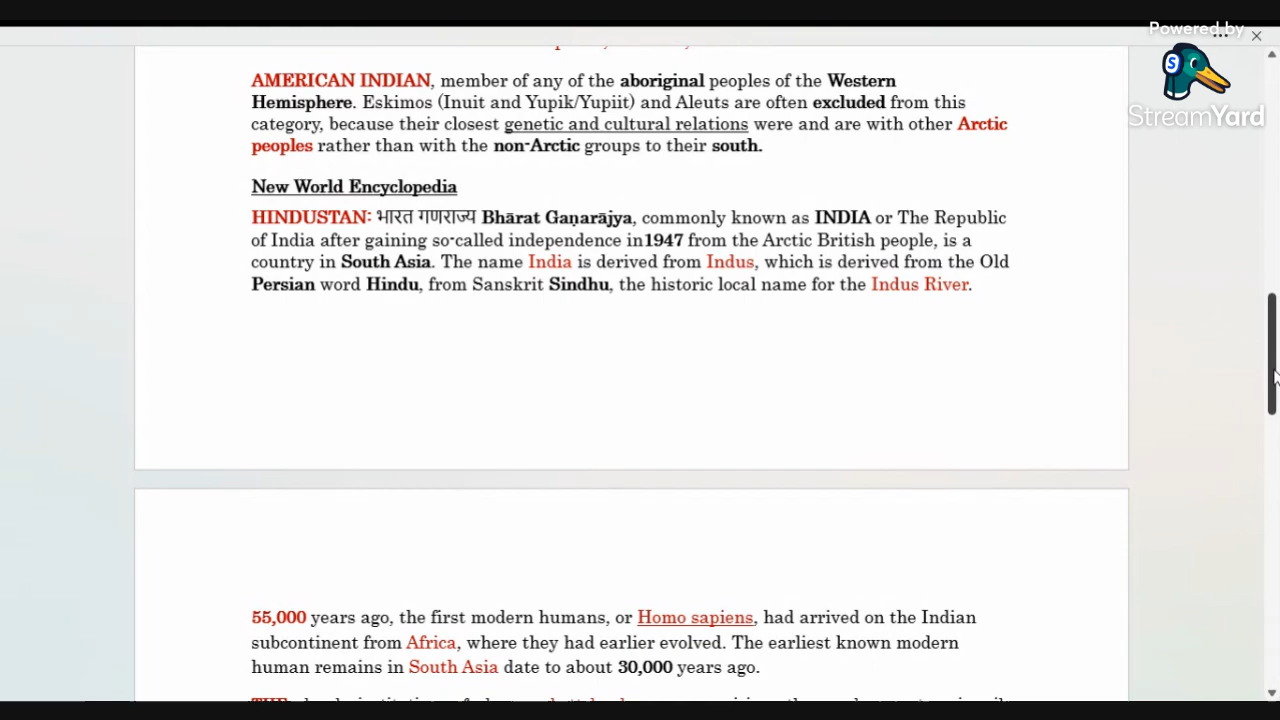 Powered by
StreamYard
AMERICAN INDIAN, member of any of the aboriginal peoples of the Western
Hemisphere. Eskimos (Inuit and Yupik/Yupiit) and Aleuts are often excluded from this
category, because their closest genetic and cultural relations were and are with other Arctic
peoples rather than with the non-Arctic groups to their south.
New World Encyclopedia
HINDUSTAN: भारत गणराज्य Bhārat Gaṇarājya, commonly known as INDIA or The Republic
of India after gaining so-called independence in1947 from the Arctic British people, is a
country in South Asia. The name India is derived from Indus, which is derived from the Old
Persian word Hindu, from Sanskrit Sindhu, the historic local name for the Indus River.
55,000 years ago, the first modern humans, or Homo sapiens, had arrived on the Indian
subcontinent from Africa, where they had earlier evolved. The earliest known modern
human remains in South Asia date to about 30,000 years ago.